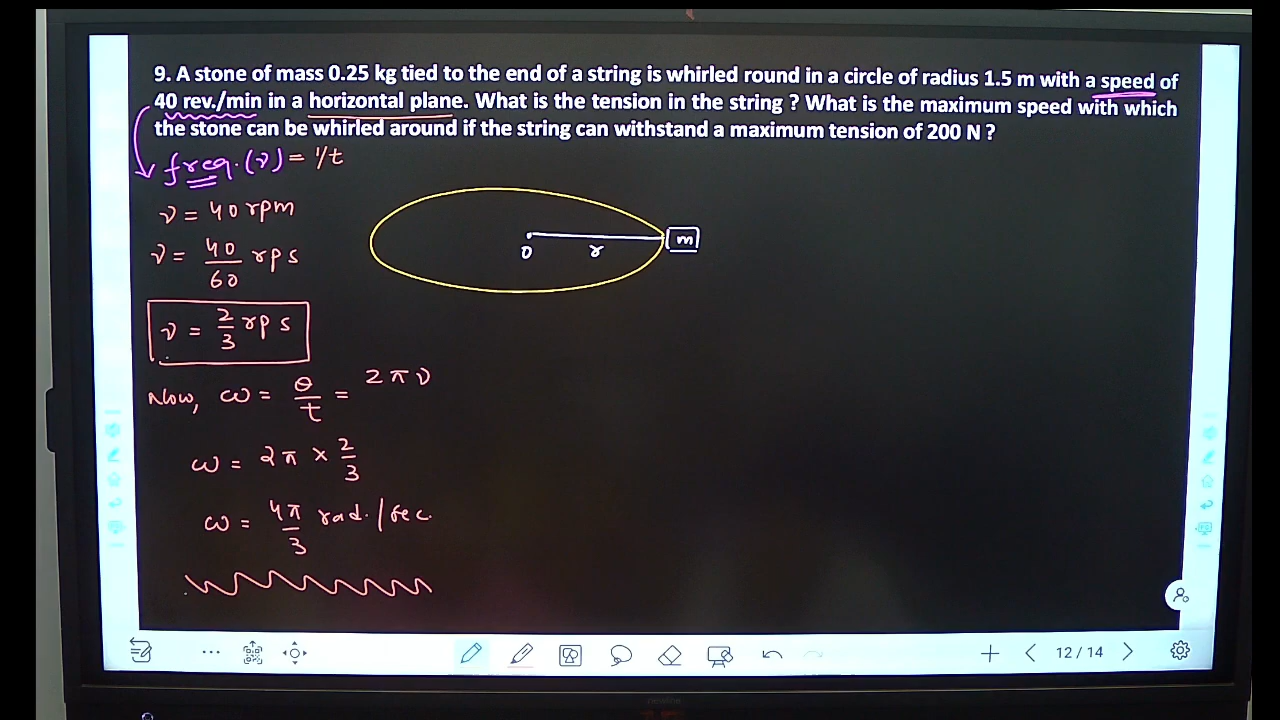 9. A stone of mass 0.25 kg tied to the end of a string is whirled round in a circle of radius 1.5 m with a speed of
40 rev./min in a horizontal plane. What is the tension in the string ? What is the maximum speed with which
the stone can be whirled around if the string can withstand a maximum tension of 200 N ?
freq.(ν) = 1/t
ν = 40 rpm
ν = 40/60 rps
ν = 2/3 rps
Now, ω = θ/t = 2πν
ω = 2π × 2/3
ω = 4π/3 rad./sec.
O r m
12 / 14